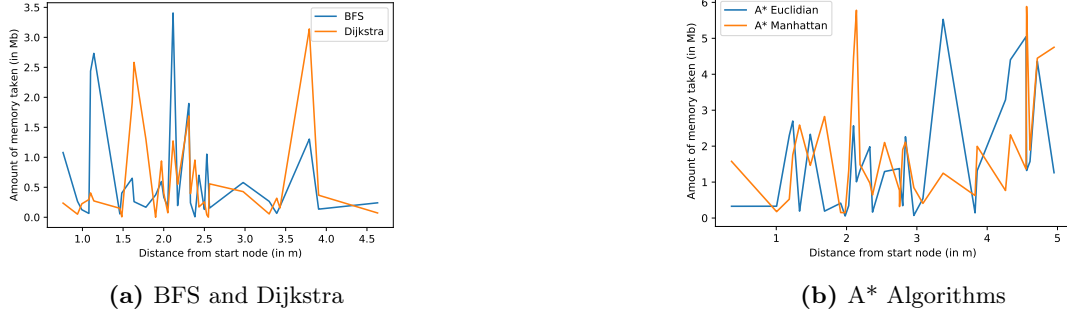 3.5
3.0
2.5
2.0
1.5
1.0
0.5
0.0
Amount of memory taken (in Mb)
BFS
Dijkstra
1.0 1.5 2.0 2.5 3.0 3.5 4.0 4.5
Distance from start node (in m)
(a) BFS and Dijkstra
6
5
4
3
2
1
0
Amount of memory taken (in Mb)
A* Euclidian
A* Manhattan
1 2 3 4 5
Distance from start node (in m)
(b) A* Algorithms